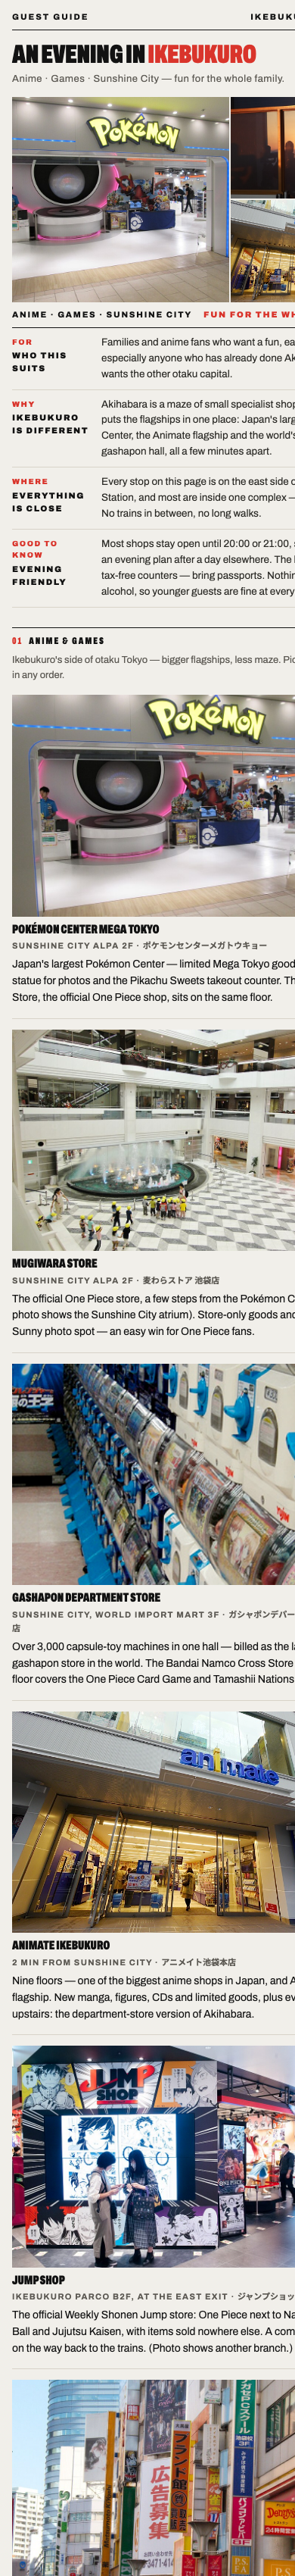 GUEST GUIDE
IKEBUKU
AN EVENING IN IKEBUKURO
Anime · Games · Sunshine City — fun for the whole family.
POKéMON
ANIME · GAMES · SUNSHINE CITY FUN FOR THE WH
FOR
WHO THIS
SUITS
Families and anime fans who want a fun, ea
especially anyone who has already done Ak
wants the other otaku capital.
WHY
IKEBUKURO
IS DIFFERENT
Akihabara is a maze of small specialist shop
puts the flagships in one place: Japan's larg
Center, the Animate flagship and the world's
gashapon hall, all a few minutes apart.
WHERE
EVERYTHING
IS CLOSE
Every stop on this page is on the east side o
Station, and most are inside one complex —
No trains in between, no long walks.
GOOD TO
KNOW
EVENING
FRIENDLY
Most shops stay open until 20:00 or 21:00, s
an evening plan after a day elsewhere. The
tax-free counters — bring passports. Nothin
alcohol, so younger guests are fine at every
01 ANIME & GAMES
Ikebukuro's side of otaku Tokyo — bigger flagships, less maze. Pic
in any order.
POKéMON
POKÉMON CENTER MEGA TOKYO
SUNSHINE CITY ALPA 2F · ポケモンセンターメガトウキョー
Japan's largest Pokémon Center — limited Mega Tokyo good
statue for photos and the Pikachu Sweets takeout counter. Th
Store, the official One Piece shop, sits on the same floor.
MUGIWARA STORE
SUNSHINE CITY ALPA 2F · 麦わらストア 池袋店
The official One Piece store, a few steps from the Pokémon C
photo shows the Sunshine City atrium). Store-only goods and
Sunny photo spot — an easy win for One Piece fans.
GASHAPON DEPARTMENT STORE
SUNSHINE CITY, WORLD IMPORT MART 3F · ガシャポンデパー
店
Over 3,000 capsule-toy machines in one hall — billed as the la
gashapon store in the world. The Bandai Namco Cross Store
floor covers the One Piece Card Game and Tamashii Nations
animate
ANIMATE IKEBUKURO
2 MIN FROM SUNSHINE CITY · アニメイト池袋本店
Nine floors — one of the biggest anime shops in Japan, and A
flagship. New manga, figures, CDs and limited goods, plus ev
upstairs: the department-store version of Akihabara.
JUMP
SHOP
JUMP SHOP
IKEBUKURO PARCO B2F, AT THE EAST EXIT · ジャンプショッ
The official Weekly Shonen Jump store: One Piece next to Na
Ball and Jujutsu Kaisen, with items sold nowhere else. A com
on the way back to the trains. (Photo shows another branch.)
広告募集